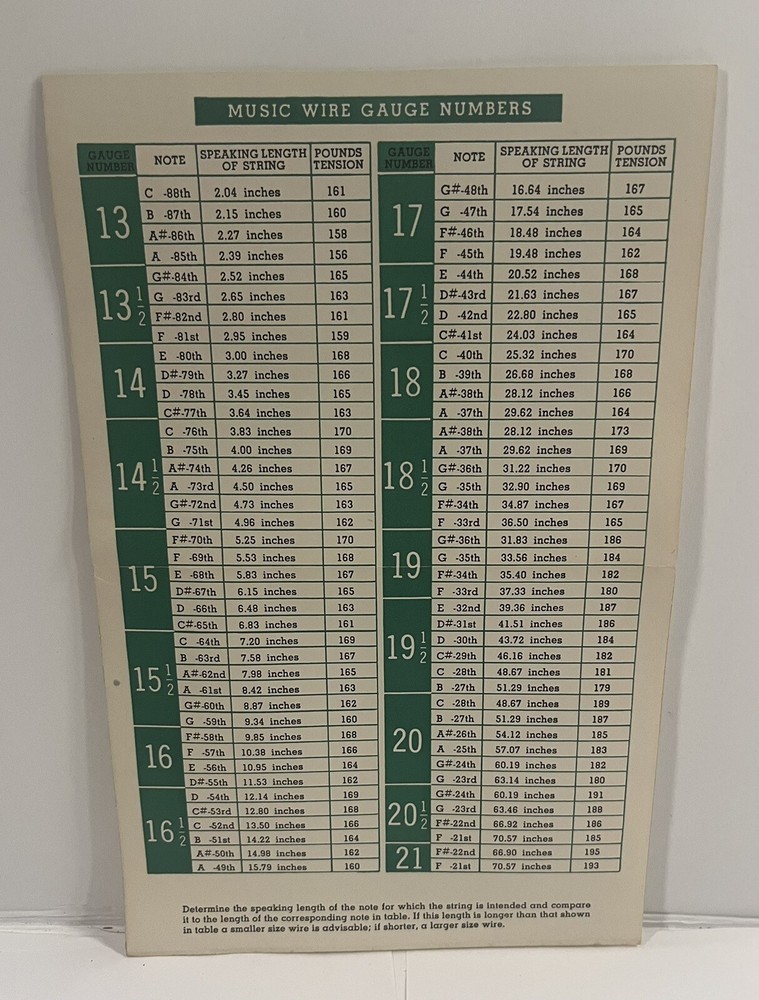 MUSIC WIRE GAUGE NUMBERS
GAUGE NUMBER NOTE SPEAKING LENGTH OF STRING POUNDS TENSION
13
C -88th 2.04 inches 161
B -87th 2.15 inches 160
A#-86th 2.27 inches 158
A -85th 2.39 inches 156
13 1/2
G#-84th 2.52 inches 165
G -83rd 2.65 inches 163
F#-82nd 2.80 inches 161
F -81st 2.95 inches 159
14
E -80th 3.00 inches 168
D#-79th 3.27 inches 166
D -78th 3.45 inches 165
C#-77th 3.64 inches 163
14 1/2
C -76th 3.83 inches 170
B -75th 4.00 inches 169
A#-74th 4.26 inches 167
A -73rd 4.50 inches 165
G#-72nd 4.73 inches 163
G -71st 4.96 inches 162
15
F#-70th 5.25 inches 170
F -69th 5.53 inches 168
E -68th 5.83 inches 167
D#-67th 6.15 inches 165
D -66th 6.48 inches 163
C#-65th 6.83 inches 161
15 1/2
C -64th 7.20 inches 169
B -63rd 7.58 inches 167
A#-62nd 7.98 inches 165
A -61st 8.42 inches 163
G#-60th 8.87 inches 162
G -59th 9.34 inches 160
16
F#-58th 9.85 inches 168
F -57th 10.38 inches 166
E -56th 10.95 inches 164
D#-55th 11.53 inches 162
16 1/2
D -54th 12.14 inches 169
C#-53rd 12.80 inches 168
C -52nd 13.50 inches 166
B -51st 14.22 inches 164
A#-50th 14.98 inches 162
A -49th 15.79 inches 160
GAUGE NUMBER NOTE SPEAKING LENGTH OF STRING POUNDS TENSION
17
G#-48th 16.64 inches 167
G -47th 17.54 inches 165
F#-46th 18.48 inches 164
F -45th 19.48 inches 162
17 1/2
E -44th 20.52 inches 168
D#-43rd 21.63 inches 167
D -42nd 22.80 inches 165
C#-41st 24.03 inches 164
18
C -40th 25.32 inches 170
B -39th 26.68 inches 168
A#-38th 28.12 inches 166
A -37th 29.62 inches 164
18 1/2
A#-38th 28.12 inches 173
A -37th 29.62 inches 169
G#-36th 31.22 inches 170
G -35th 32.90 inches 169
F#-34th 34.87 inches 167
F -33rd 36.50 inches 165
19
G#-36th 31.83 inches 186
G -35th 33.56 inches 184
F#-34th 35.40 inches 182
F -33rd 37.33 inches 180
19 1/2
E -32nd 39.36 inches 187
D#-31st 41.51 inches 186
D -30th 43.72 inches 184
C#-29th 46.16 inches 182
C -28th 48.67 inches 181
B -27th 51.29 inches 179
20
C -28th 48.67 inches 189
B -27th 51.29 inches 187
A#-26th 54.12 inches 185
A -25th 57.07 inches 183
G#-24th 60.19 inches 182
G -23rd 63.14 inches 180
20 1/2
G#-24th 60.19 inches 191
G -23rd 63.46 inches 188
F#-22nd 66.92 inches 186
F -21st 70.57 inches 185
21
F#-22nd 66.90 inches 195
F -21st 70.57 inches 193
Determine the speaking length of the note for which the string is intended and compare
it to the length of the corresponding note in table. If this length is longer than that shown
in table a smaller size wire is advisable; if shorter, a larger size wire.